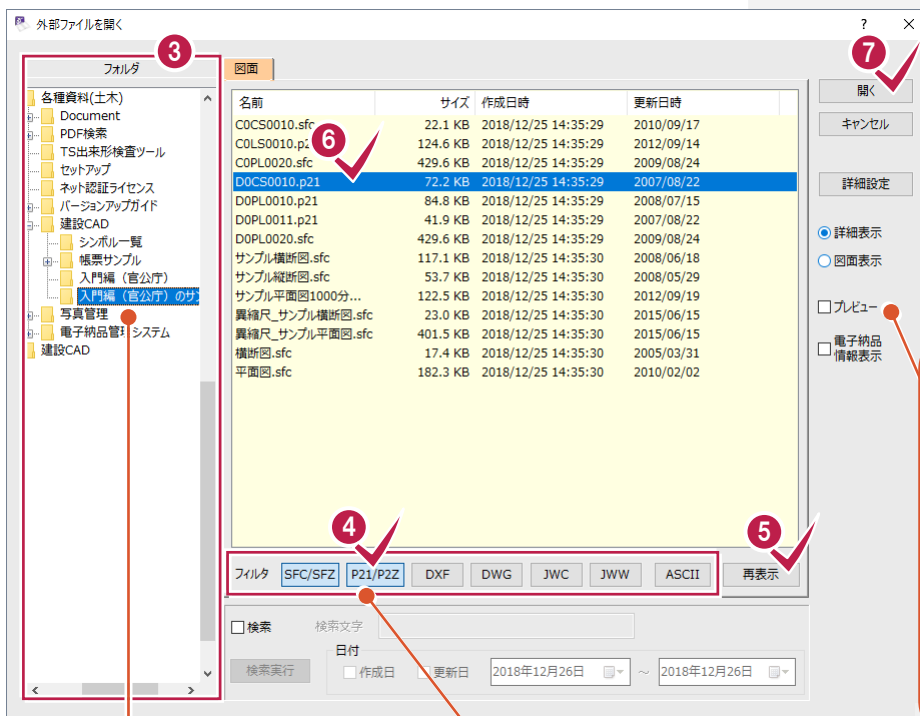 外部ファイルを開く
? ×
3
フォルダ
各種資料(土木)
Document
PDF検索
TS出来形検査ツール
セットアップ
ネット認証ライセンス
バージョンアップガイド
建設CAD
シンボル一覧
帳票サンプル
入門編（官公庁）
入門編（官公庁）のサン
写真管理
電子納品管理システム
建設CAD
図面
名前 サイズ 作成日時 更新日時
C0CS0010.sfc 22.1 KB 2018/12/25 14:35:29 2010/09/17
C0LS0010.p2 124.6 KB 2018/12/25 14:35:29 2012/09/14
C0PL0020.sfc 429.6 KB 2018/12/25 14:35:29 2009/08/24
D0CS0010.p21 72.2 KB 2018/12/25 14:35:29 2007/08/22
D0PL0010.p21 84.8 KB 2018/12/25 14:35:29 2008/07/15
D0PL0011.p21 41.9 KB 2018/12/25 14:35:29 2007/08/22
D0PL0020.sfc 429.6 KB 2018/12/25 14:35:29 2009/08/24
サンプル横断図.sfc 117.1 KB 2018/12/25 14:35:30 2008/06/18
サンプル縦断図.sfc 53.7 KB 2018/12/25 14:35:30 2008/05/29
サンプル平面図1000分... 122.5 KB 2018/12/25 14:35:30 2012/09/19
異縮尺_サンプル横断図.sfc 23.0 KB 2018/12/25 14:35:30 2015/06/15
異縮尺_サンプル平面図.sfc 401.5 KB 2018/12/25 14:35:30 2015/06/15
横断図.sfc 17.4 KB 2018/12/25 14:35:30 2005/03/31
平面図.sfc 182.3 KB 2018/12/25 14:35:30 2010/02/02
6
4
5
フィルタ SFC/SFZ P21/P2Z DXF DWG JWC JWW ASCII 再表示
検索 検索文字
日付
検索実行 作成日 更新日 2018年12月26日 ～ 2018年12月26日
7
開く
キャンセル
詳細設定
詳細表示
図面表示
プレビュー
電子納品
情報表示